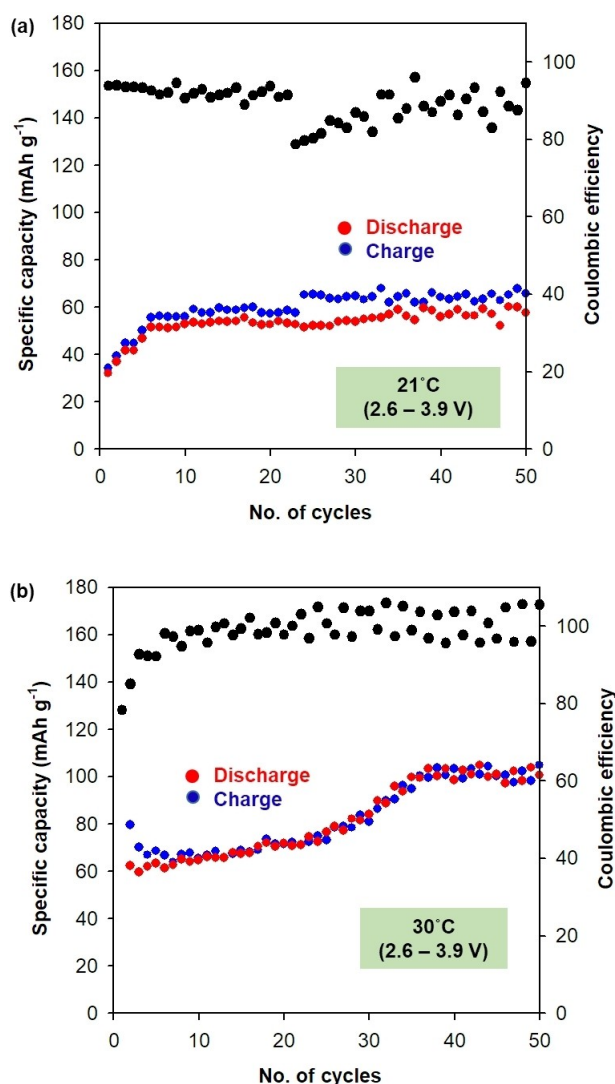 (a)
180
160
140
120
100
80
60
40
20
0
Specific capacity (mAh g-1)
100
80
60
40
20
0
Coulombic efficiency
Discharge
Charge
21˚C
(2.6 – 3.9 V)
0 10 20 30 40 50
No. of cycles
(b)
180
160
140
120
100
80
60
40
20
0
Specific capacity (mAh g-1)
100
80
60
40
20
0
Coulombic efficiency
Discharge
Charge
30˚C
(2.6 – 3.9 V)
0 10 20 30 40 50
No. of cycles